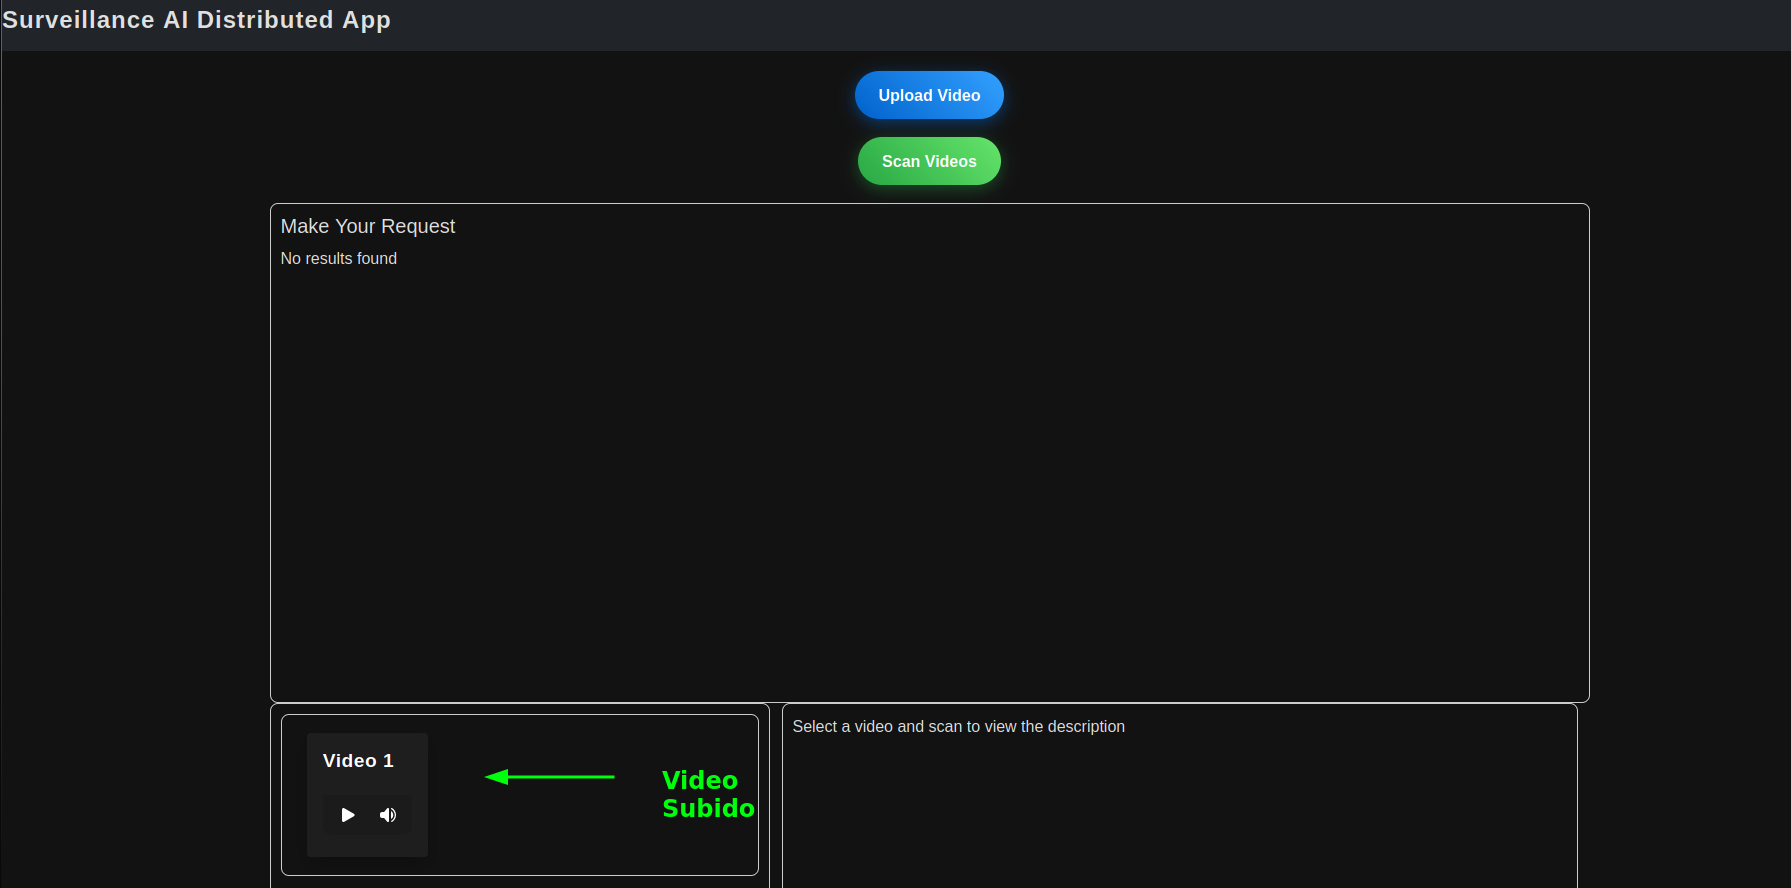 Surveillance AI Distributed App
Upload Video
Scan Videos
Make Your Request
No results found
Video 1
Video
Subido
Select a video and scan to view the description